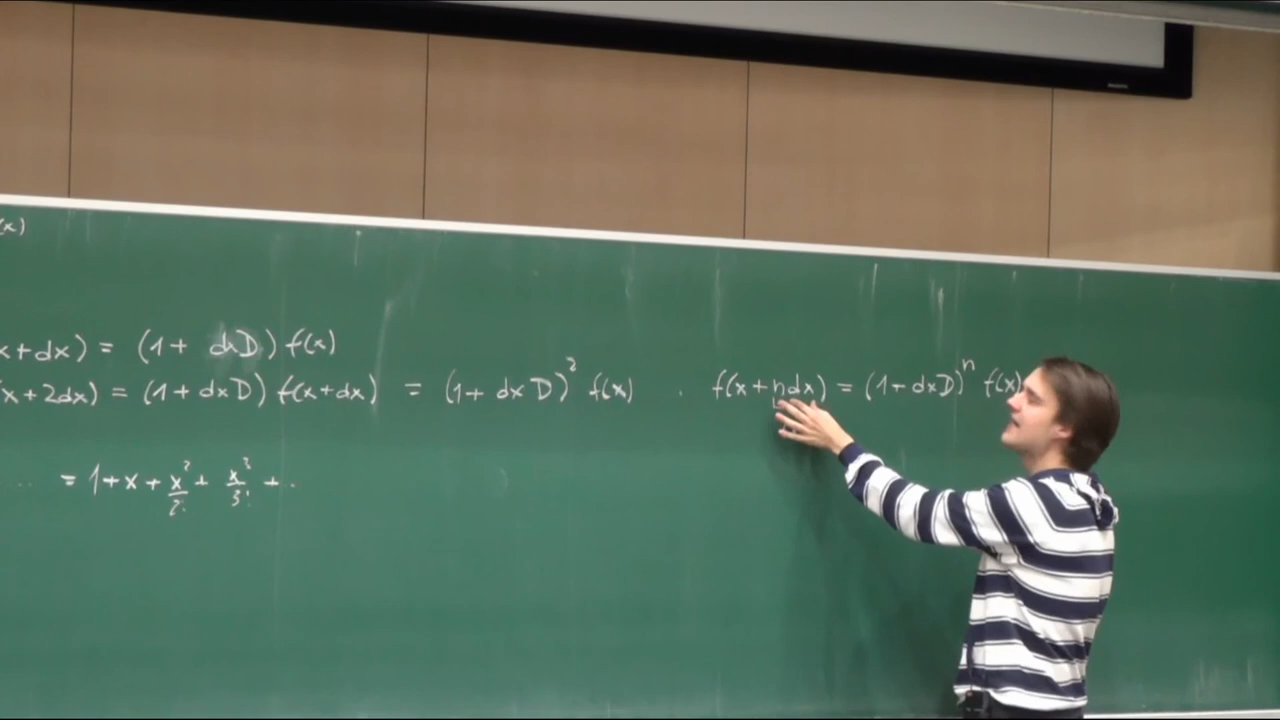 (x)
x+dx) = (1+ dxD) f(x)
(x+2dx) = (1+dxD) f(x+dx) = (1+ dx D)² f(x) . f(x+ndx) = (1+dxD)ⁿ f(x)
... = 1+x+x²/2! + x³/3! + ..